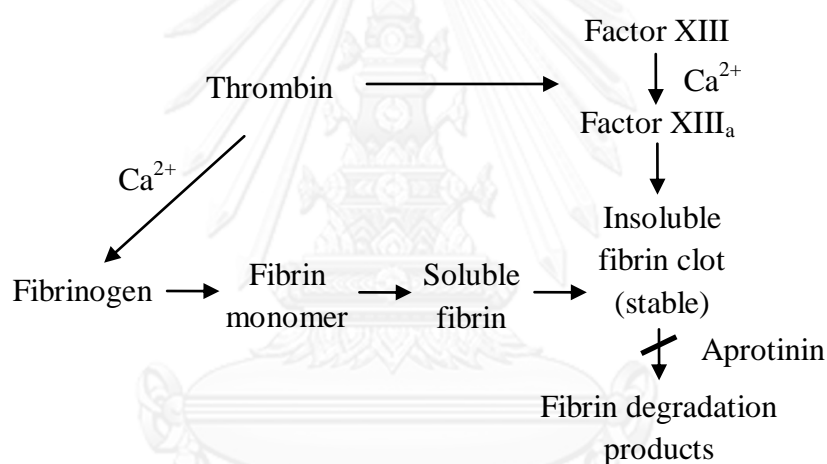 Factor XIII
Ca²⁺
Thrombin
Factor XIIIₐ
Ca²⁺
Insoluble
fibrin clot
(stable)
Fibrinogen
Fibrin
monomer
Soluble
fibrin
Aprotinin
Fibrin degradation
products